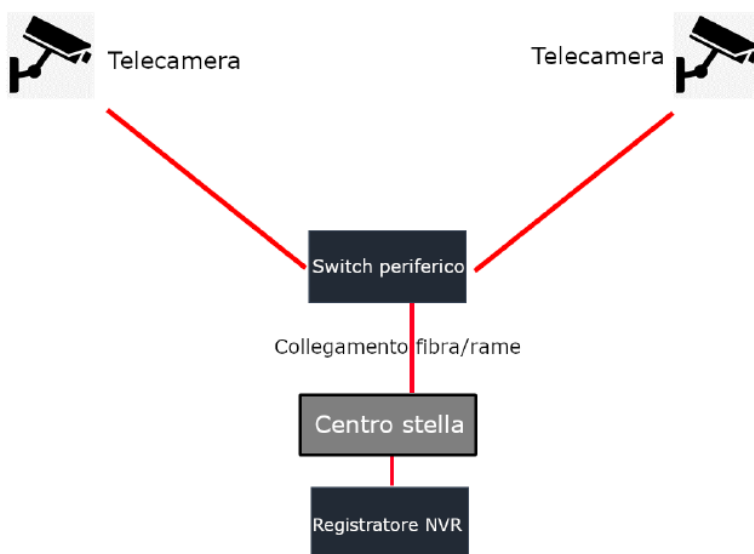 Telecamera
Telecamera
Switch periferico
Collegamento fibra/rame
Centro stella
Registratore NVR